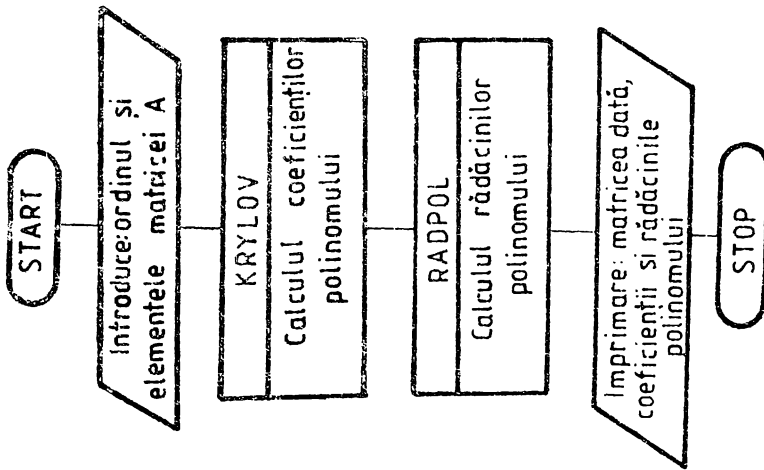 START
Introduce:ordinul și
elementele matricei A
KRYLOV
Calculul coeficienților
polinomului
RADPOL
Calculul rădăcinilor
polinomului
Imprimare: matricea dată,
coeficienții si rădăcinile
polinomului
STOP